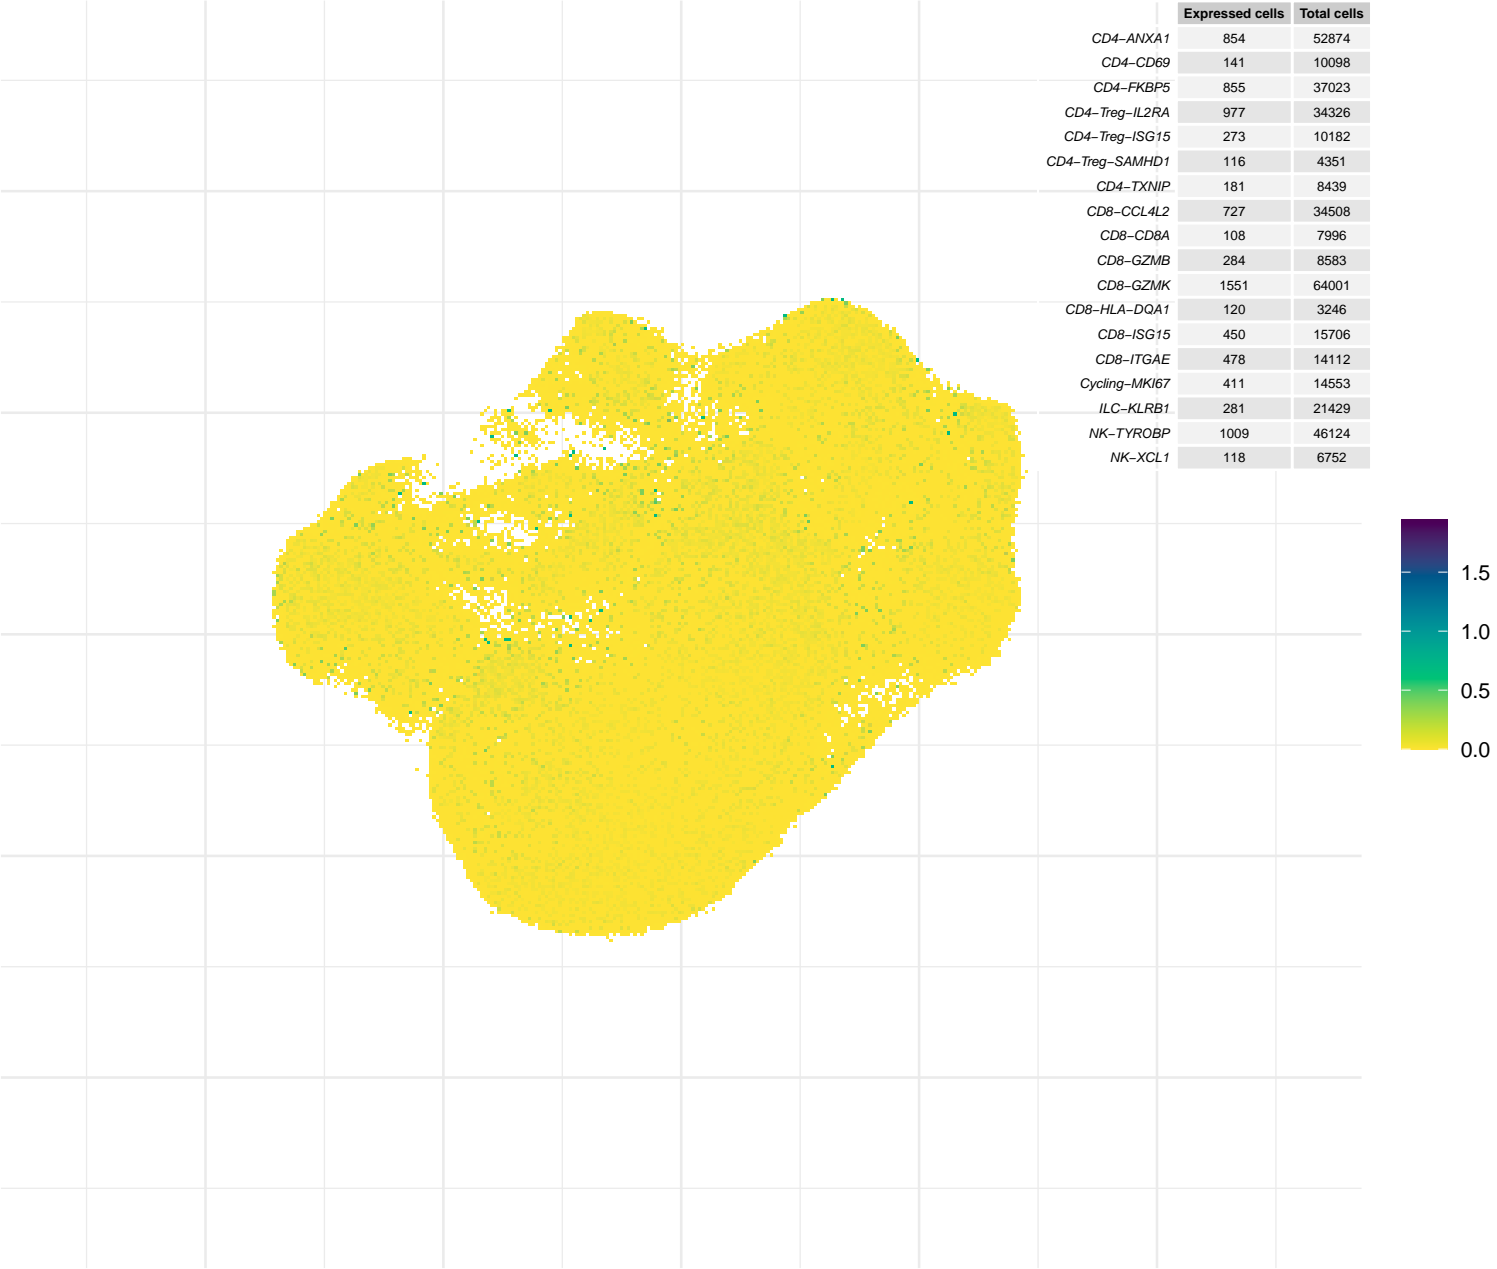 Expressed cells Total cells
CD4−ANXA1 854 52874
CD4−CD69 141 10098
CD4−FKBP5 855 37023
CD4−Treg−IL2RA 977 34326
CD4−Treg−ISG15 273 10182
CD4−Treg−SAMHD1 116 4351
CD4−TXNIP 181 8439
CD8−CCL4L2 727 34508
CD8−CD8A 108 7996
CD8−GZMB 284 8583
CD8−GZMK 1551 64001
CD8−HLA−DQA1 120 3246
CD8−ISG15 450 15706
CD8−ITGAE 478 14112
Cycling−MKI67 411 14553
ILC−KLRB1 281 21429
NK−TYROBP 1009 46124
NK−XCL1 118 6752
1.5
1.0
0.5
0.0